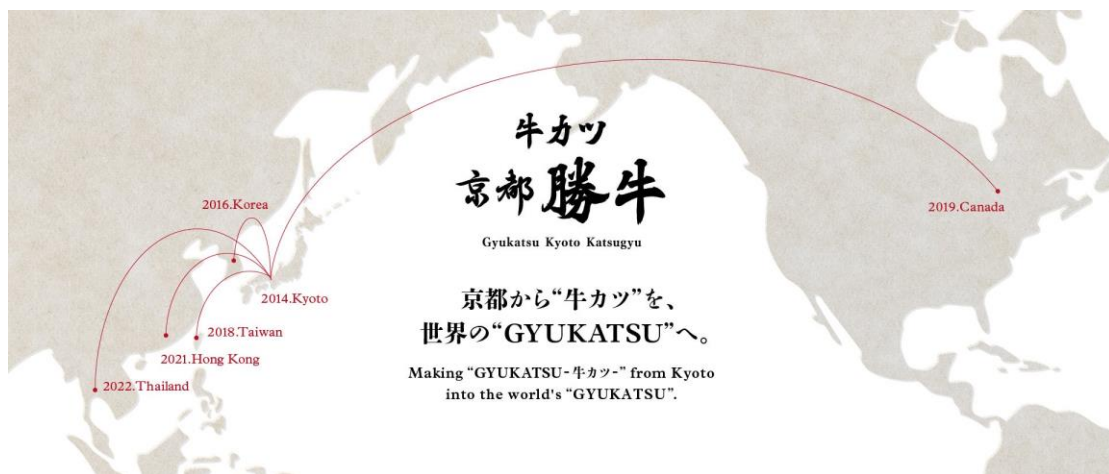 牛カツ
京都 勝牛
Gyukatsu Kyoto Katsugyu
京都から“牛カツ”を、
世界の“GYUKATSU”へ。
Making “GYUKATSU-牛カツ-” from Kyoto
into the world's “GYUKATSU”.
2016.Korea
2014.Kyoto
2018.Taiwan
2021.Hong Kong
2022.Thailand
2019.Canada